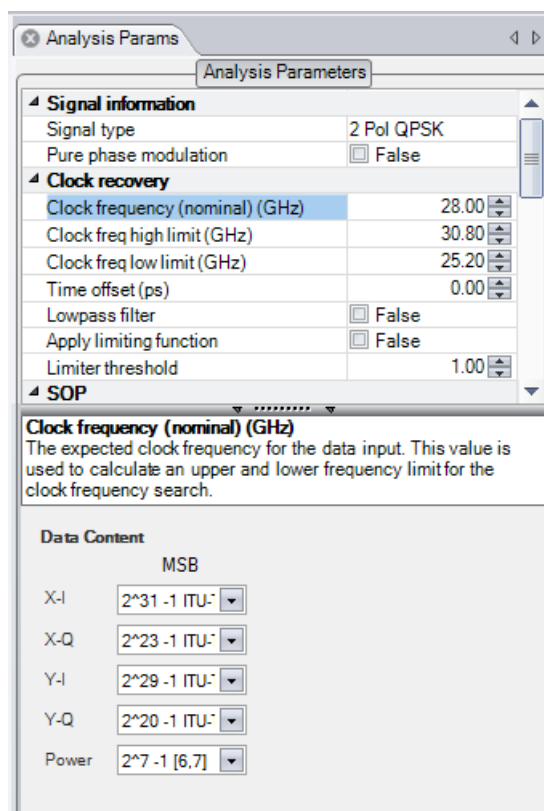 Analysis Params
Analysis Parameters
Signal information
Signal type 2 Pol QPSK
Pure phase modulation False
Clock recovery
Clock frequency (nominal) (GHz) 28.00
Clock freq high limit (GHz) 30.80
Clock freq low limit (GHz) 25.20
Time offset (ps) 0.00
Lowpass filter False
Apply limiting function False
Limiter threshold 1.00
SOP
Clock frequency (nominal) (GHz)
The expected clock frequency for the data input. This value is
used to calculate an upper and lower frequency limit for the
clock frequency search.
Data Content
MSB
X-I 2^31 -1 ITU-
X-Q 2^23 -1 ITU-
Y-I 2^29 -1 ITU-
Y-Q 2^20 -1 ITU-
Power 2^7 -1 [6,7]